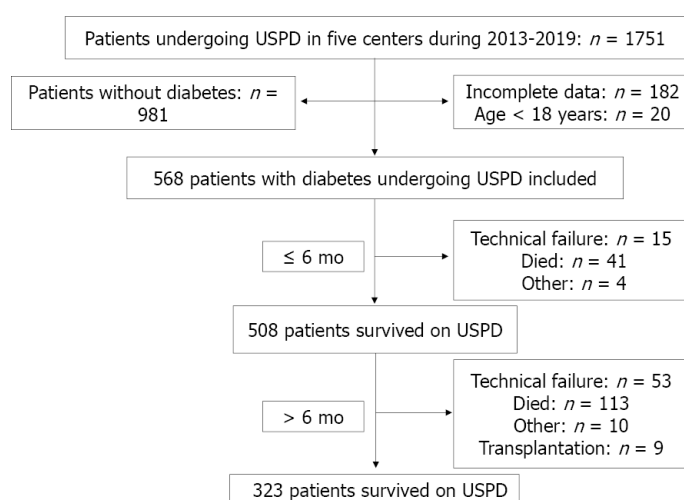 Patients undergoing USPD in five centers during 2013-2019: n = 1751
Patients without diabetes: n =
981
Incomplete data: n = 182
Age < 18 years: n = 20
568 patients with diabetes undergoing USPD included
≤ 6 mo
Technical failure: n = 15
Died: n = 41
Other: n = 4
508 patients survived on USPD
> 6 mo
Technical failure: n = 53
Died: n = 113
Other: n = 10
Transplantation: n = 9
323 patients survived on USPD